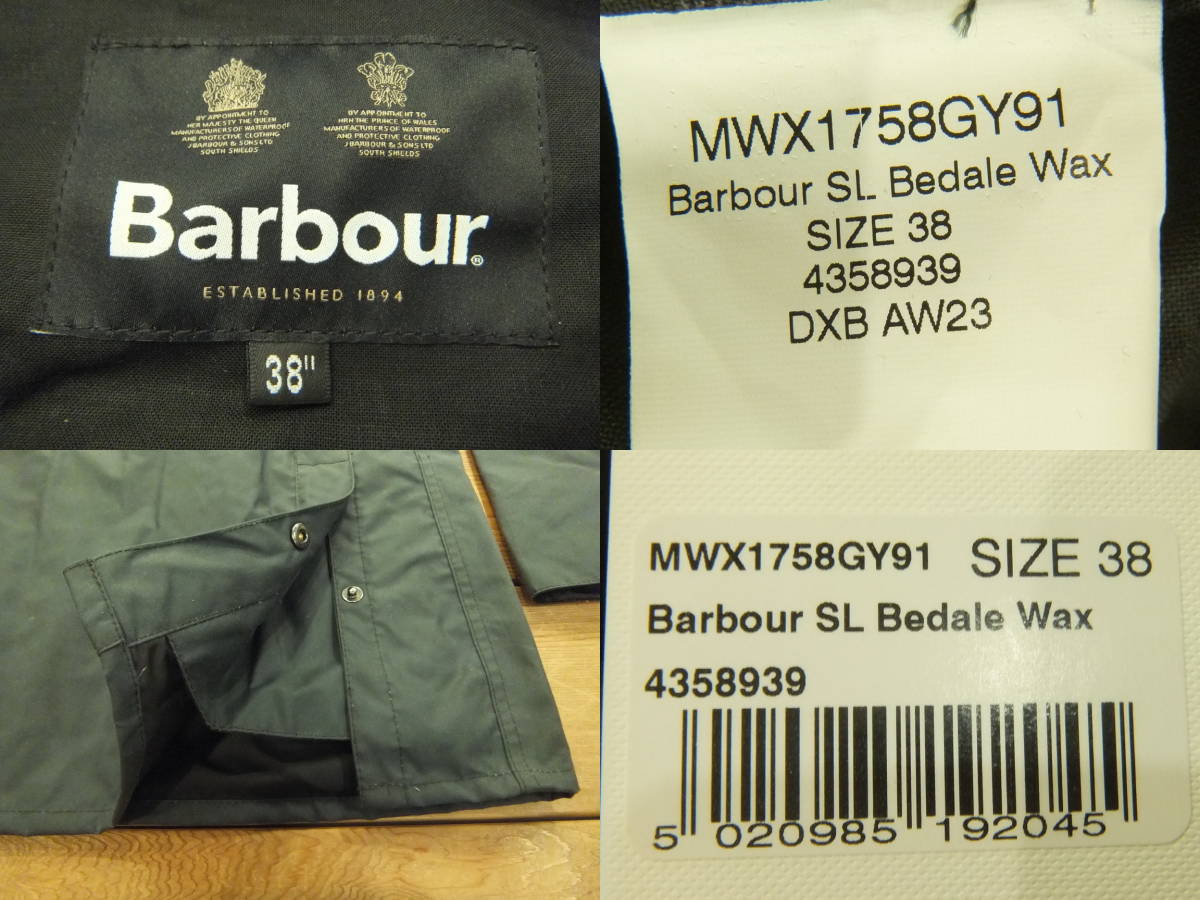 BY APPOINTMENT TO
HER MAJESTY THE QUEEN
MANUFACTURERS OF WATERPROOF
AND PROTECTIVE CLOTHING
J BARBOUR & SONS LTD
SOUTH SHIELDS
BY APPOINTMENT TO
HRH THE PRINCE OF WALES
MANUFACTURERS OF WATERPROOF
AND PROTECTIVE CLOTHING
J BARBOUR & SONS LTD
SOUTH SHIELDS
Barbour®
ESTABLISHED 1894
38"
MWX1758GY91
Barbour SL Bedale Wax
SIZE 38
4358939
DXB AW23
MWX1758GY91 SIZE 38
Barbour SL Bedale Wax
4358939
5 020985 192045